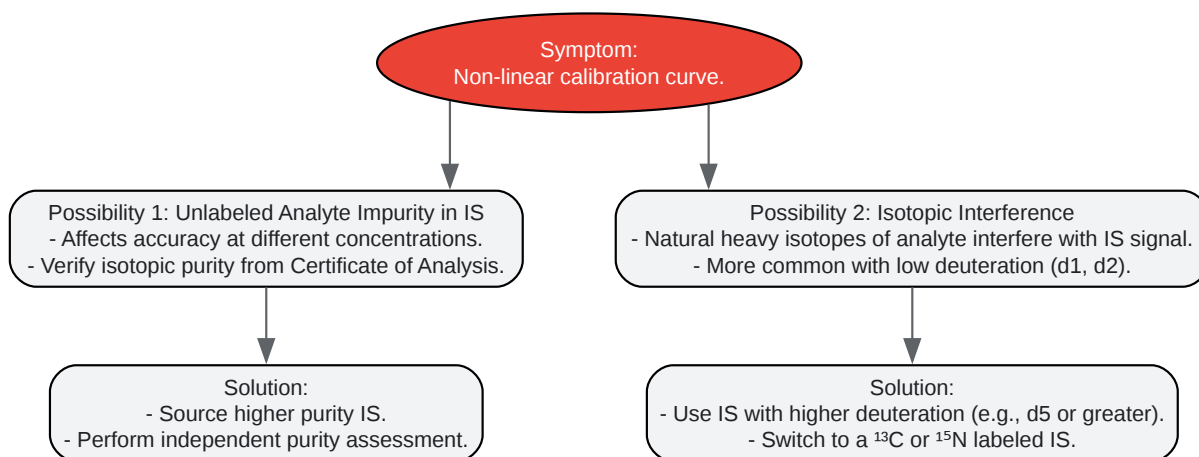 Symptom:
Non-linear calibration curve.
Possibility 1: Unlabeled Analyte Impurity in IS
- Affects accuracy at different concentrations.
- Verify isotopic purity from Certificate of Analysis.
Possibility 2: Isotopic Interference
- Natural heavy isotopes of analyte interfere with IS signal.
- More common with low deuteration (d1, d2).
Solution:
- Source higher purity IS.
- Perform independent purity assessment.
Solution:
- Use IS with higher deuteration (e.g., d5 or greater).
- Switch to a ¹³C or ¹⁵N labeled IS.